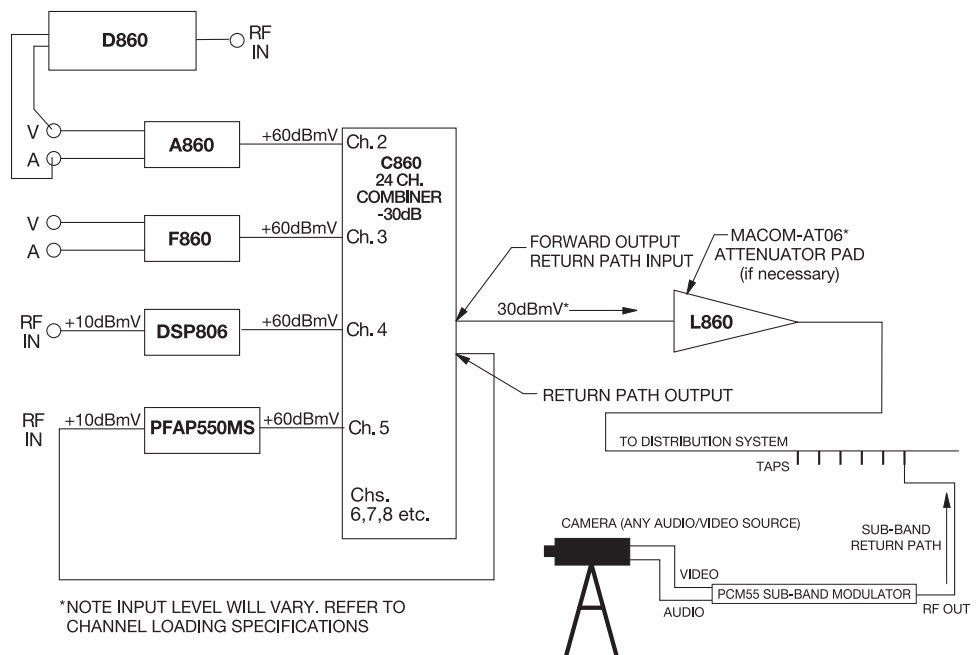 D860
RF
IN
V
A
A860
+60dBmV
Ch. 2
C860
24 CH.
COMBINER
-30dB
V
A
F860
+60dBmV
Ch. 3
FORWARD OUTPUT
RETURN PATH INPUT
MACOM-AT06*
ATTENUATOR PAD
(if necessary)
RF
IN
+10dBmV
DSP806
+60dBmV
Ch. 4
30dBmV*
L860
RETURN PATH OUTPUT
RF
IN
+10dBmV
PFAP550MS
+60dBmV
Ch. 5
TO DISTRIBUTION SYSTEM
TAPS
Chs.
6,7,8 etc.
CAMERA (ANY AUDIO/VIDEO SOURCE)
SUB-BAND
RETURN PATH
VIDEO
AUDIO
PCM55 SUB-BAND MODULATOR
RF OUT
*NOTE INPUT LEVEL WILL VARY. REFER TO
CHANNEL LOADING SPECIFICATIONS